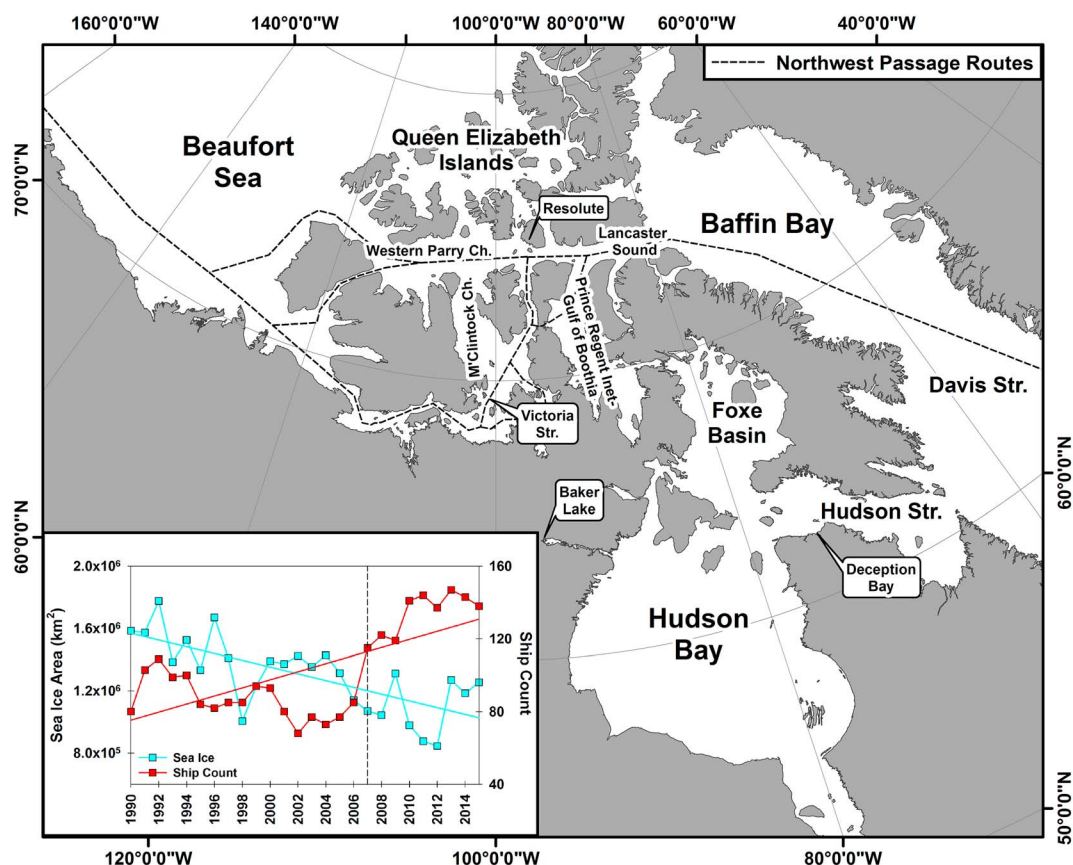 160°0'0"W
140°0'0"W
100°0'0"W
80°0'0"W
60°0'0"W
40°0'0"W
Northwest Passage Routes
Beaufort
Sea
Queen Elizabeth
Islands
70°0'0"N
Resolute
Baffin Bay
Lancaster
Sound
Western Parry Ch.
M'Clintock Ch.
Prince Regent Inet-
Gulf of Boothia
Davis Str.
Victoria
Str.
Foxe
Basin
60°0'0"N
Baker
Lake
Hudson Str.
60°0'0"N
Deception
Bay
Hudson
Bay
50°0'0"N
Sea Ice Area (km²)
2.0x10⁶
1.6x10⁶
1.2x10⁶
8.0x10⁵
160
120
80
40
Ship Count
Sea Ice
Ship Count
1990
1992
1994
1996
1998
2000
2002
2004
2006
2008
2010
2012
2014
120°0'0"W
100°0'0"W
80°0'0"W